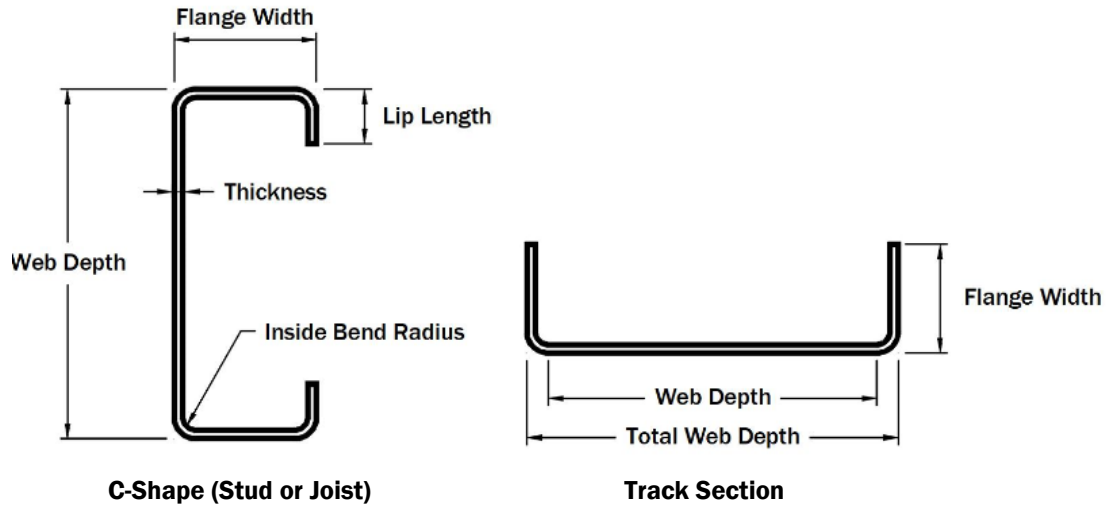 Flange Width
Lip Length
Thickness
Web Depth
Inside Bend Radius
C-Shape (Stud or Joist)
Flange Width
Web Depth
Total Web Depth
Track Section